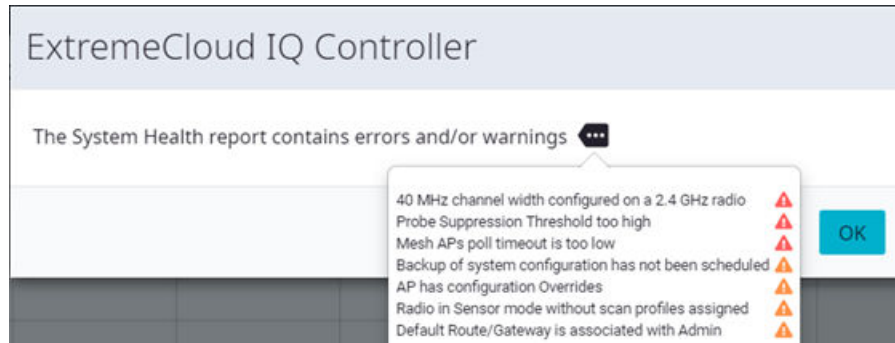 ExtremeCloud IQ Controller
The System Health report contains errors and/or warnings
40 MHz channel width configured on a 2.4 GHz radio
Probe Suppression Threshold too high
Mesh APs poll timeout is too low
OK
Backup of system configuration has not been scheduled
AP has configuration Overrides
Radio in Sensor mode without scan profiles assigned
Default Route/Gateway is associated with Admin